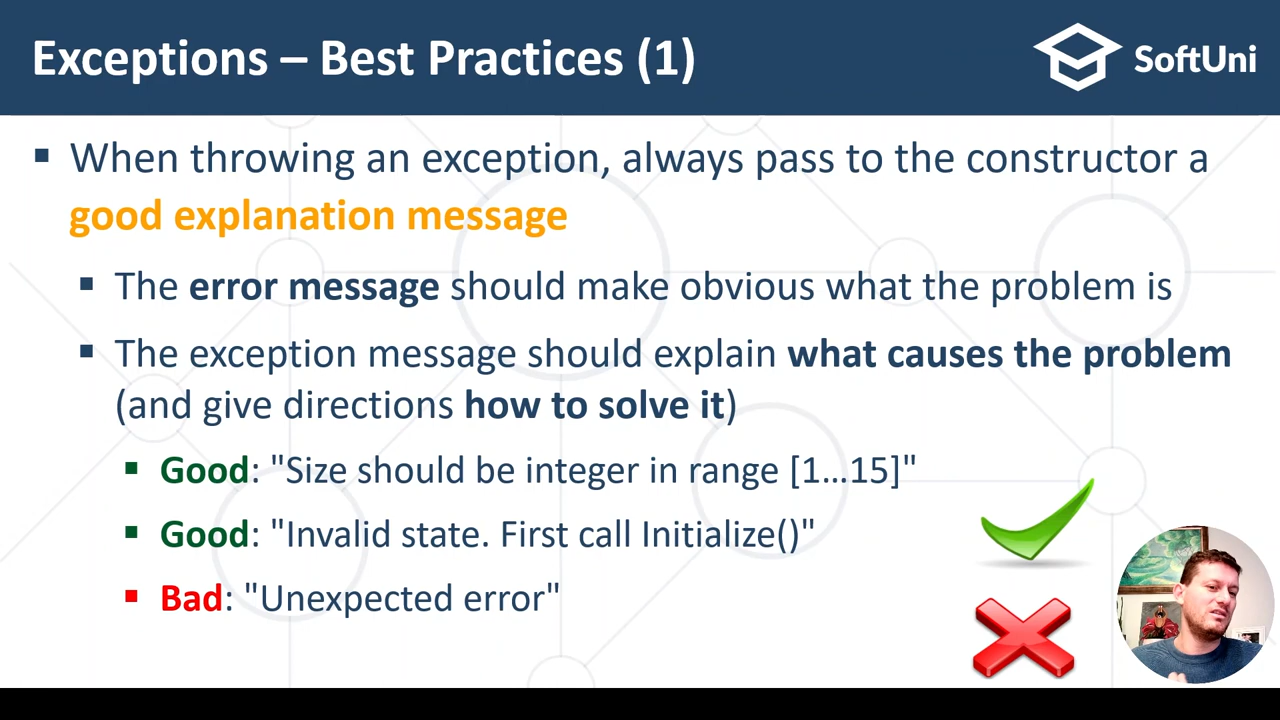 Exceptions – Best Practices (1)
SoftUni
▪ When throwing an exception, always pass to the constructor a
good explanation message
▪ The error message should make obvious what the problem is
▪ The exception message should explain what causes the problem
(and give directions how to solve it)
▪ Good: "Size should be integer in range [1…15]"
▪ Good: "Invalid state. First call Initialize()"
▪ Bad: "Unexpected error"